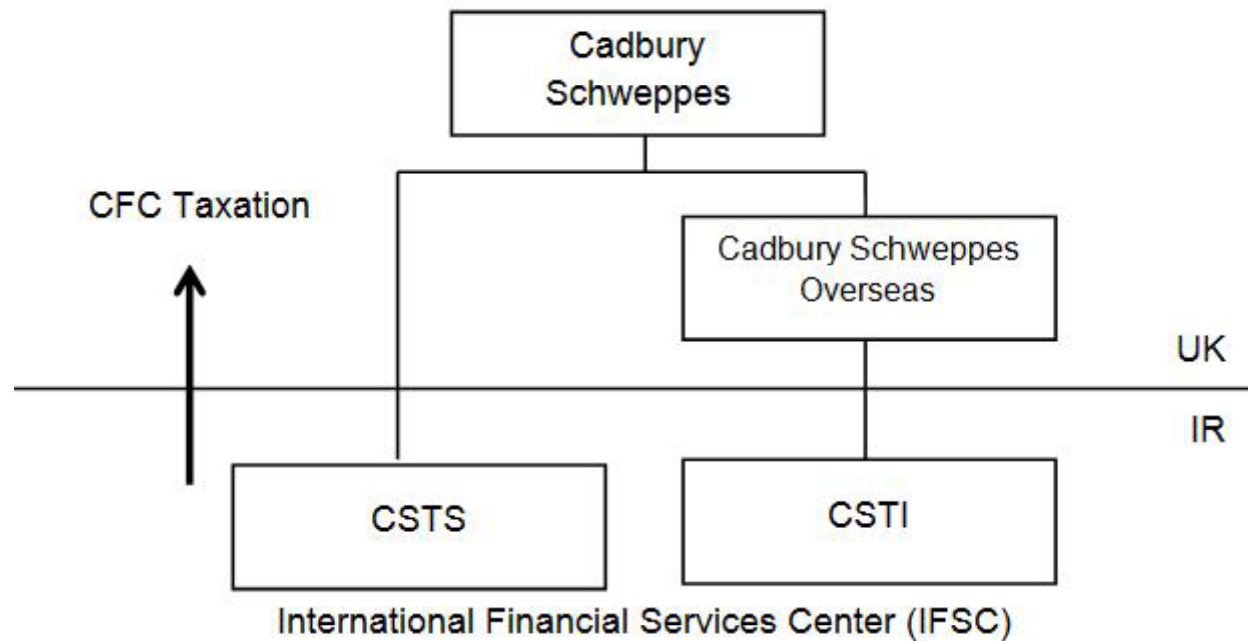 Cadbury
Schweppes
CFC Taxation
Cadbury Schweppes
Overseas
UK
IR
CSTS
CSTI
International Financial Services Center (IFSC)